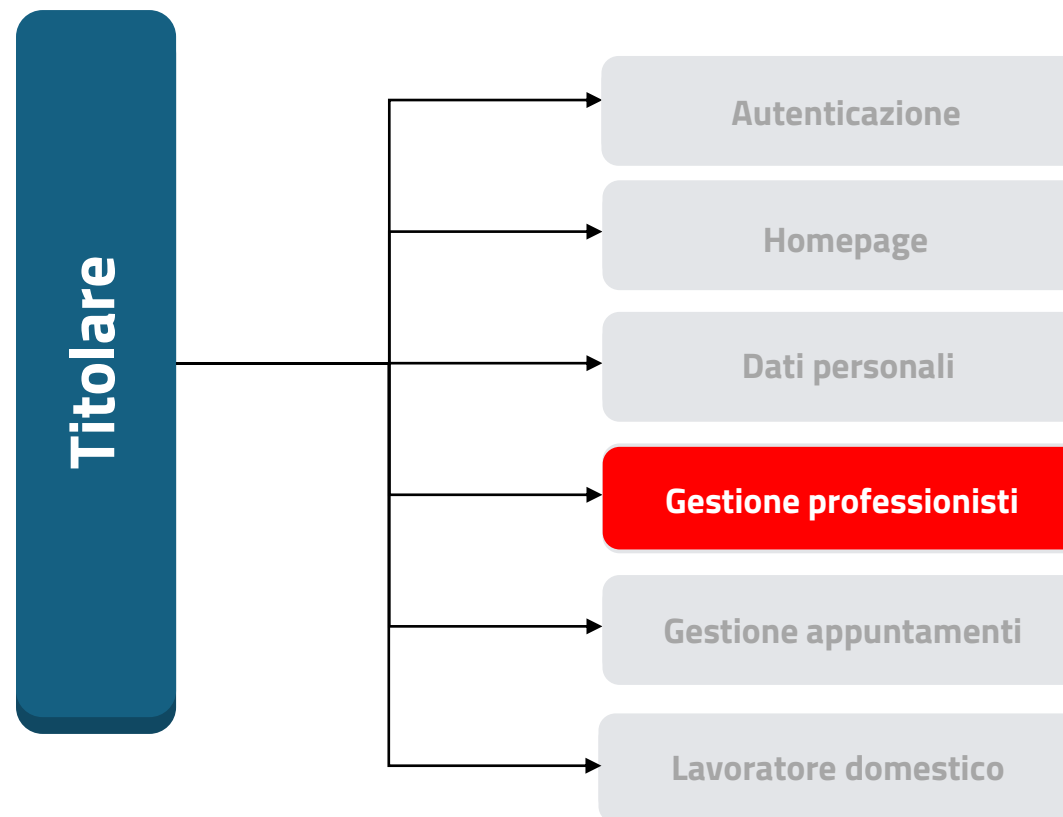 Titolare
Autenticazione
Homepage
Dati personali
Gestione professionisti
Gestione appuntamenti
Lavoratore domestico